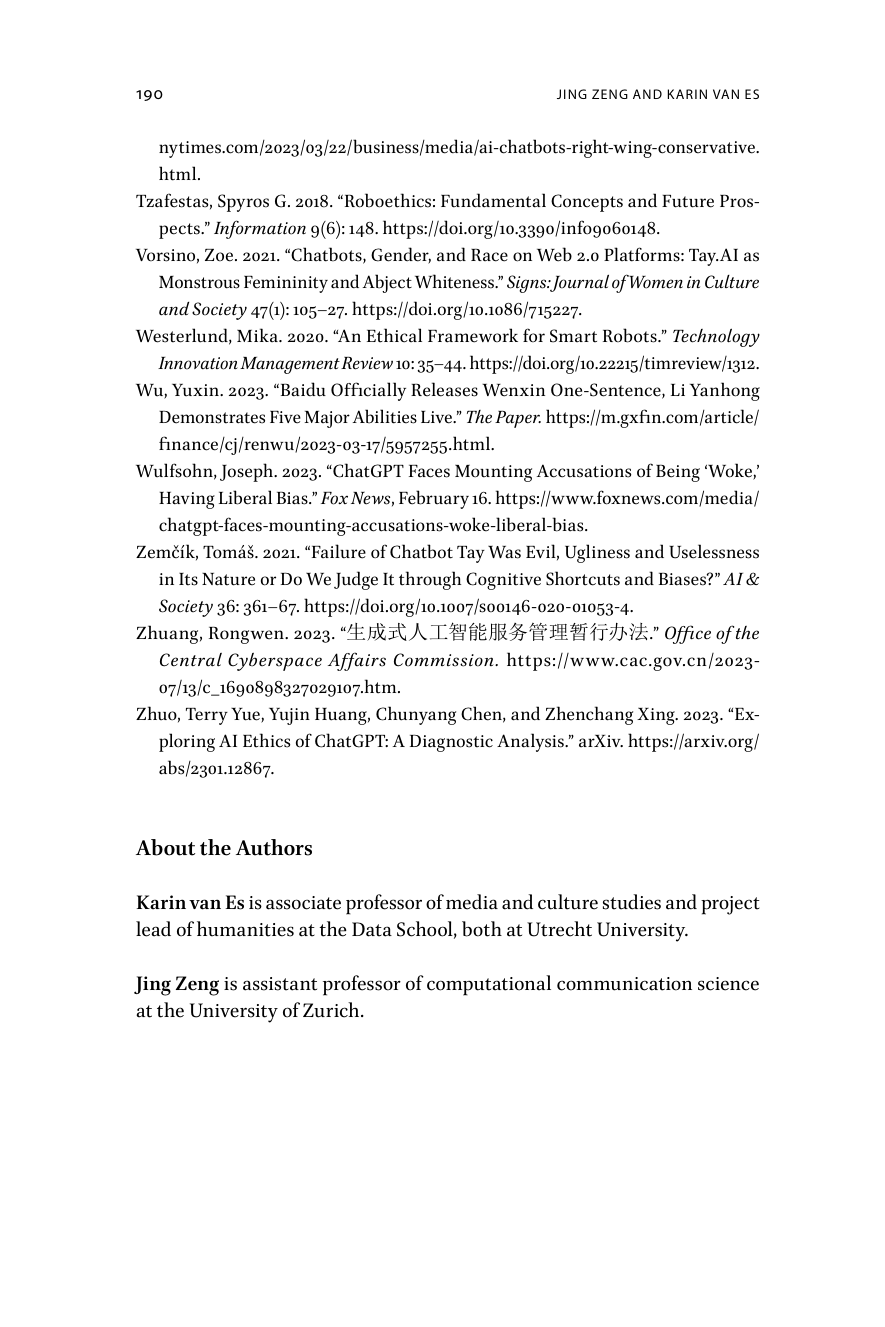 190
JING ZENG AND KARIN VAN ES
nytimes.com/2023/03/22/business/media/ai-chatbots-right-wing-conservative.
html.
Tzafestas, Spyros G. 2018. “Roboethics: Fundamental Concepts and Future Pros-
pects.” Information 9(6): 148. https://doi.org/10.3390/info9060148.
Vorsino, Zoe. 2021. “Chatbots, Gender, and Race on Web 2.0 Platforms: Tay.AI as
Monstrous Femininity and Abject Whiteness.” Signs: Journal of Women in Culture
and Society 47(1): 105–27. https://doi.org/10.1086/715227.
Westerlund, Mika. 2020. “An Ethical Framework for Smart Robots.” Technology
Innovation Management Review 10: 35–44. https://doi.org/10.22215/timreview/1312.
Wu, Yuxin. 2023. “Baidu Officially Releases Wenxin One-Sentence, Li Yanhong
Demonstrates Five Major Abilities Live.” The Paper. https://m.gxfin.com/article/
finance/cj/renwu/2023-03-17/5957255.html.
Wulfsohn, Joseph. 2023. “ChatGPT Faces Mounting Accusations of Being ‘Woke,’
Having Liberal Bias.” Fox News, February 16. https://www.foxnews.com/media/
chatgpt-faces-mounting-accusations-woke-liberal-bias.
Zemčík, Tomáš. 2021. “Failure of Chatbot Tay Was Evil, Ugliness and Uselessness
in Its Nature or Do We Judge It through Cognitive Shortcuts and Biases?” AI &
Society 36: 361–67. https://doi.org/10.1007/s00146-020-01053-4.
Zhuang, Rongwen. 2023. “生成式人工智能服务管理暂行办法.” Office of the
Central Cyberspace Affairs Commission. https://www.cac.gov.cn/2023-
07/13/c_1690898327029107.htm.
Zhuo, Terry Yue, Yujin Huang, Chunyang Chen, and Zhenchang Xing. 2023. “Ex-
ploring AI Ethics of ChatGPT: A Diagnostic Analysis.” arXiv. https://arxiv.org/
abs/2301.12867.
About the Authors
Karin van Es is associate professor of media and culture studies and project
lead of humanities at the Data School, both at Utrecht University.
Jing Zeng is assistant professor of computational communication science
at the University of Zurich.